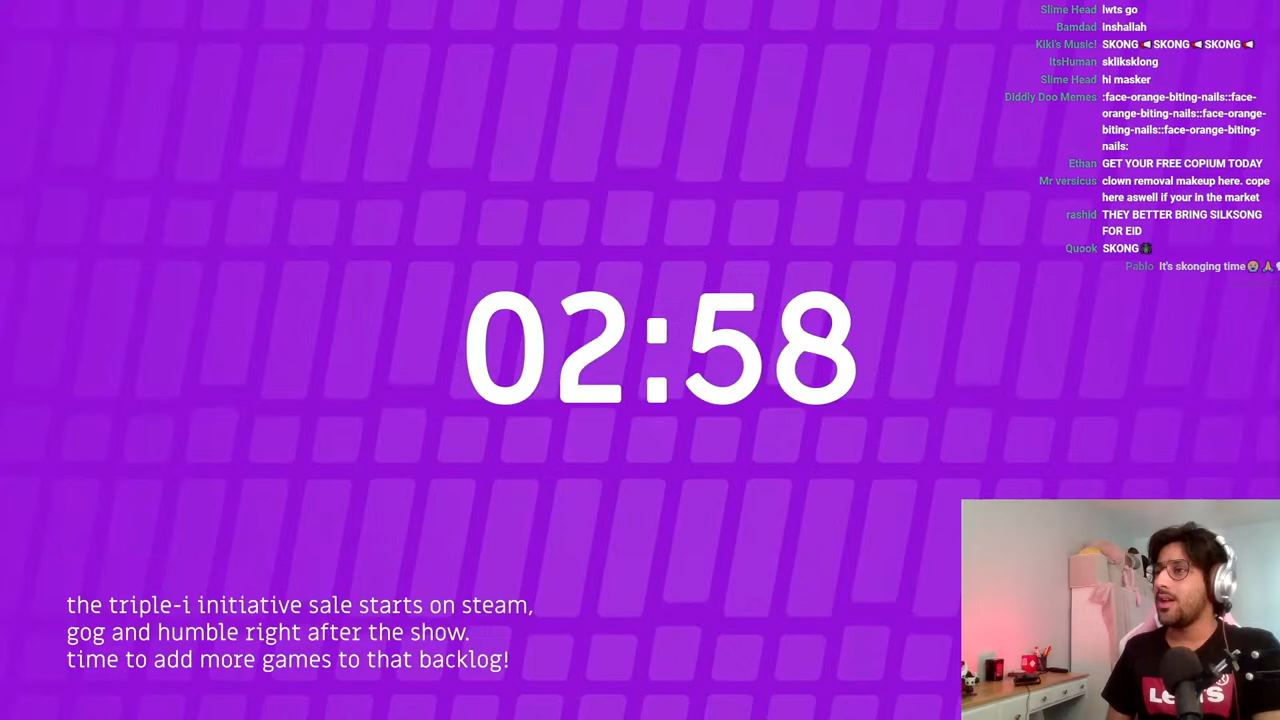 Slime Head lwts go
Bamdad inshallah
Kiki's Music! SKONG SKONG SKONG
ItsHuman skliksklong
Slime Head hi masker
Diddly Doo Memes :face-orange-biting-nails::face-
orange-biting-nails::face-orange-
biting-nails::face-orange-biting-
nails:
Ethan GET YOUR FREE COPIUM TODAY
Mr versicus clown removal makeup here. cope
here aswell if your in the market
rashid THEY BETTER BRING SILKSONG
FOR EID
Quook SKONG
Pablo It's skonging time
02:58
the triple-i initiative sale starts on steam,
gog and humble right after the show.
time to add more games to that backlog!